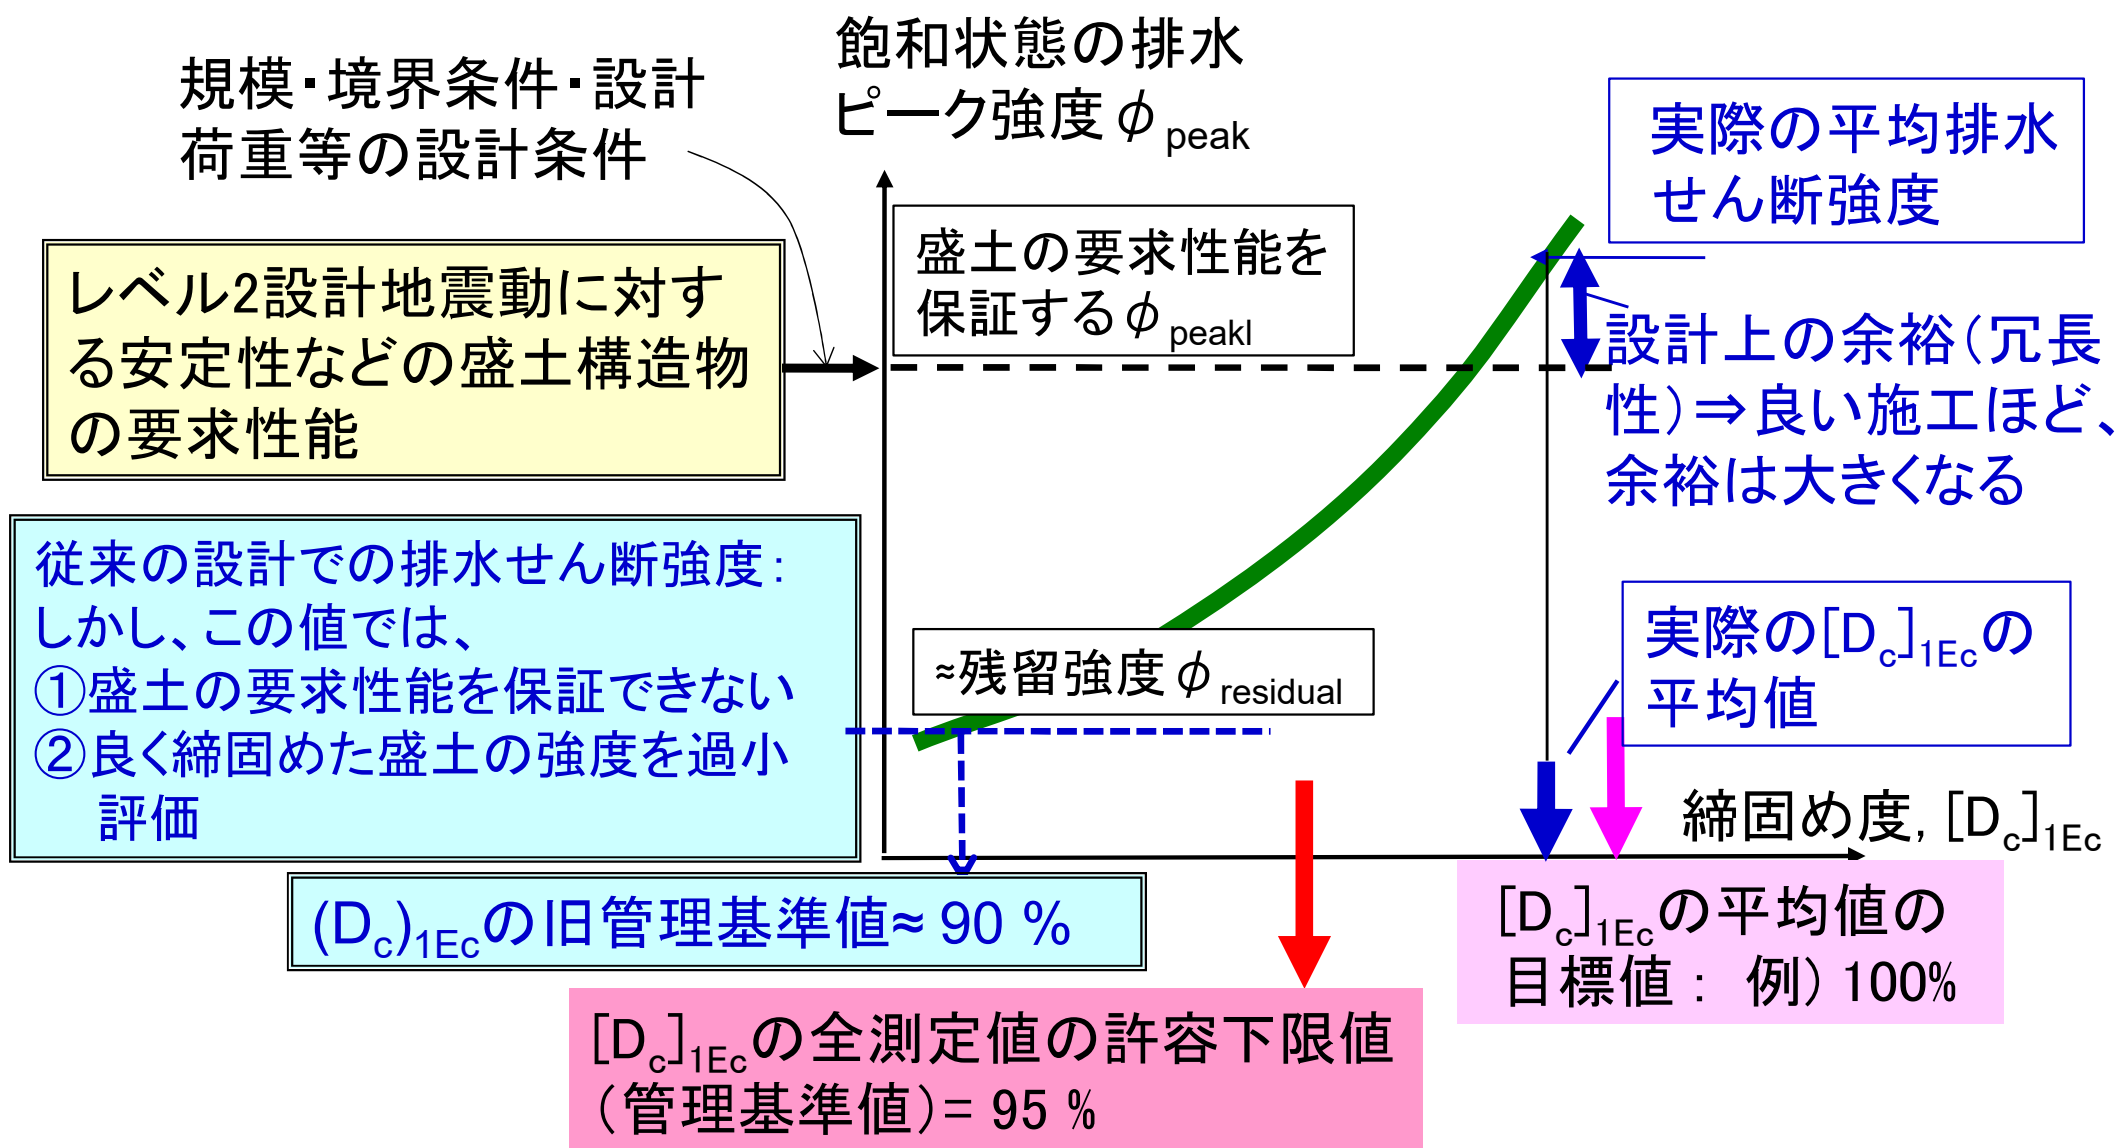 飽和状態の排水
ピーク強度φpeak
規模・境界条件・設計
荷重等の設計条件
実際の平均排水
せん断強度
盛土の要求性能を
保証するφpeakl
レベル2設計地震動に対す
る安定性などの盛土構造物
の要求性能
設計上の余裕(冗長
性)⇒良い施工ほど、
余裕は大きくなる
従来の設計での排水せん断強度:
しかし、この値では、
①盛土の要求性能を保証できない
②良く締固めた盛土の強度を過小
評価
≈残留強度φresidual
実際の[Dc]1Ecの
平均値
締固め度, [Dc]1Ec
(Dc)1Ecの旧管理基準値≈ 90 %
[Dc]1Ecの平均値の
目標値: 例) 100%
[Dc]1Ecの全測定値の許容下限値
(管理基準値)= 95 %